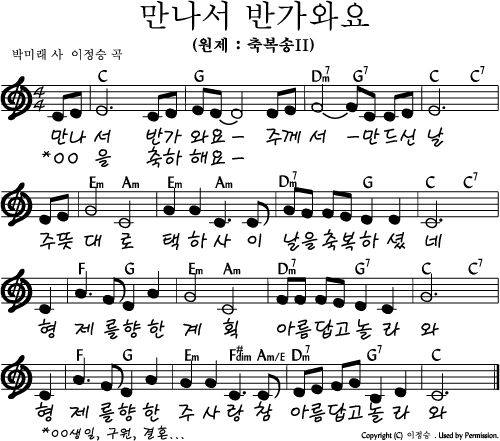 만나서 반가와요
(원제 : 축복송II)
박미래 사 이정승 곡
C G Dm7 G7 C C7
4 4
만나 서 반가 와요 - 주께 서 - 만 드신 날
*oo 을 축하 해요 -
Em Am Em Am Dm7 G C C7
주뜻 대 로 택 하 사 이 날을 축복 하 셨 네
F G Em Am Dm7 G C C7
형 제 를 향 한 계 획 아름 답고 놀 라 와
F G Em F#dim Am/E Dm7 G7 C
형 제 를 향 한 주 사 랑 참 아름 답고 놀 라 와
*oo생일, 구원, 결혼...
Copyright (C) 이정승 . Used by Permission.